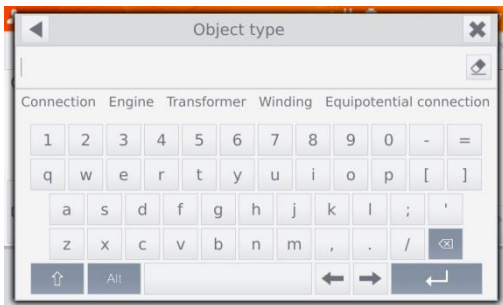 Object type
Connection Engine Transformer Winding Equipotential connection
1 2 3 4 5 6 7 8 9 0 - =
q w e r t y u i o p [ ]
a s d f g h j k l ; '
z x c v b n m , . /
Alt